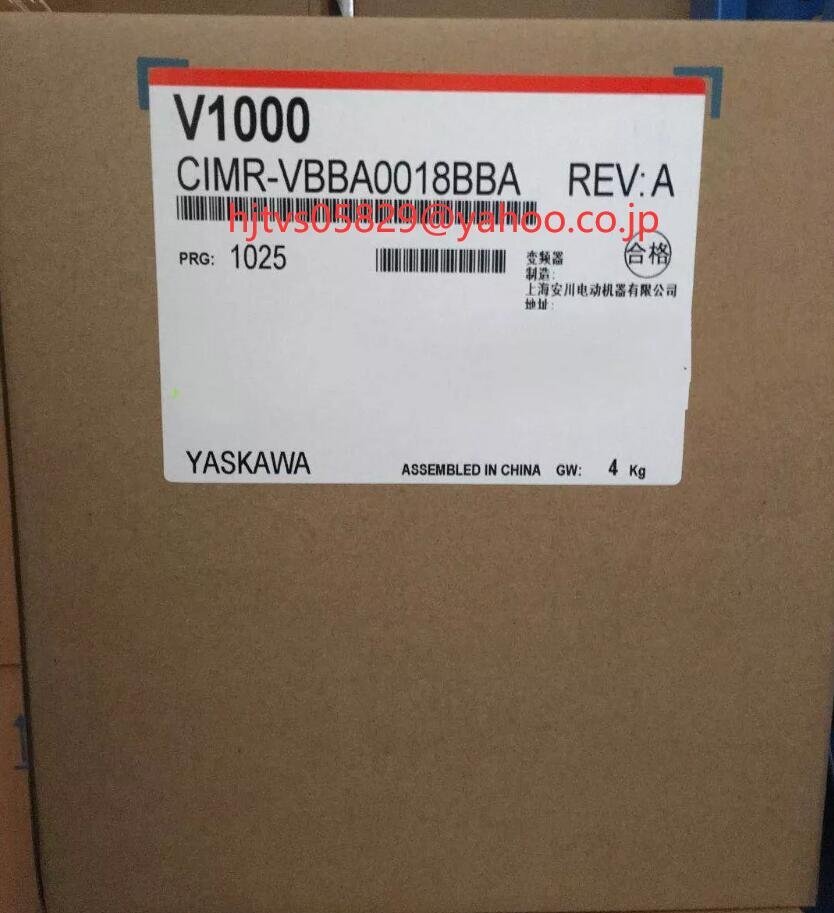 V1000
CIMR-VBBA0018BBA REV: A
hjtvs05829@yahoo.co.jp
PRG: 1025
变频器
合格
制造:
上海安川电动机器有限公司
地址:
YASKAWA ASSEMBLED IN CHINA GW: 4 Kg